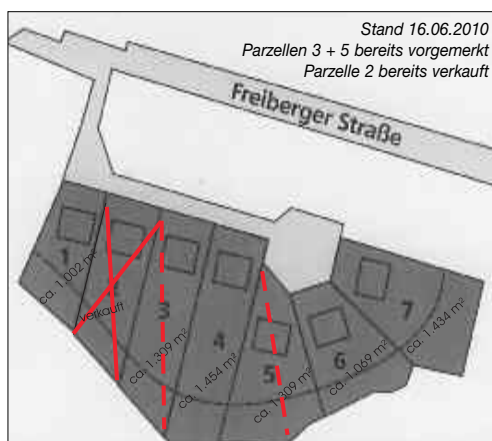 Stand 16.06.2010
Parzellen 3 + 5 bereits vorgemerkt
Parzelle 2 bereits verkauft
Freiberger Straße
1
ca. 1.002 m²
2
verkauft
3
ca. 1.309 m²
4
ca. 1.454 m²
5
ca. 1.309 m²
6
ca. 1.069 m²
7
ca. 1.434 m²